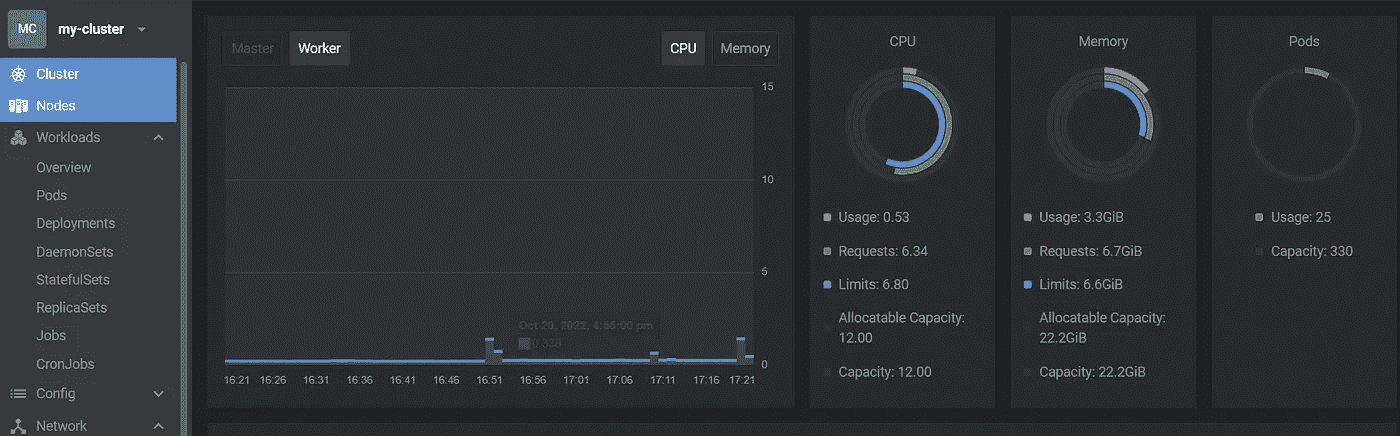 MC my-cluster
Cluster
Nodes
Workloads
Overview
Pods
Deployments
DaemonSets
StatefulSets
ReplicaSets
Jobs
CronJobs
Config
Network
Master Worker CPU Memory
15
10
5
0
Oct 20, 2022, 4:55:00 pm
0.338
16:21 16:26 16:31 16:36 16:41 16:46 16:51 16:56 17:01 17:06 17:11 17:16 17:21
CPU
Usage: 0.53
Requests: 6.34
Limits: 6.80
Allocatable Capacity:
12.00
Capacity: 12.00
Memory
Usage: 3.3GiB
Requests: 6.7GiB
Limits: 6.6GiB
Allocatable Capacity:
22.2GiB
Capacity: 22.2GiB
Pods
Usage: 25
Capacity: 330